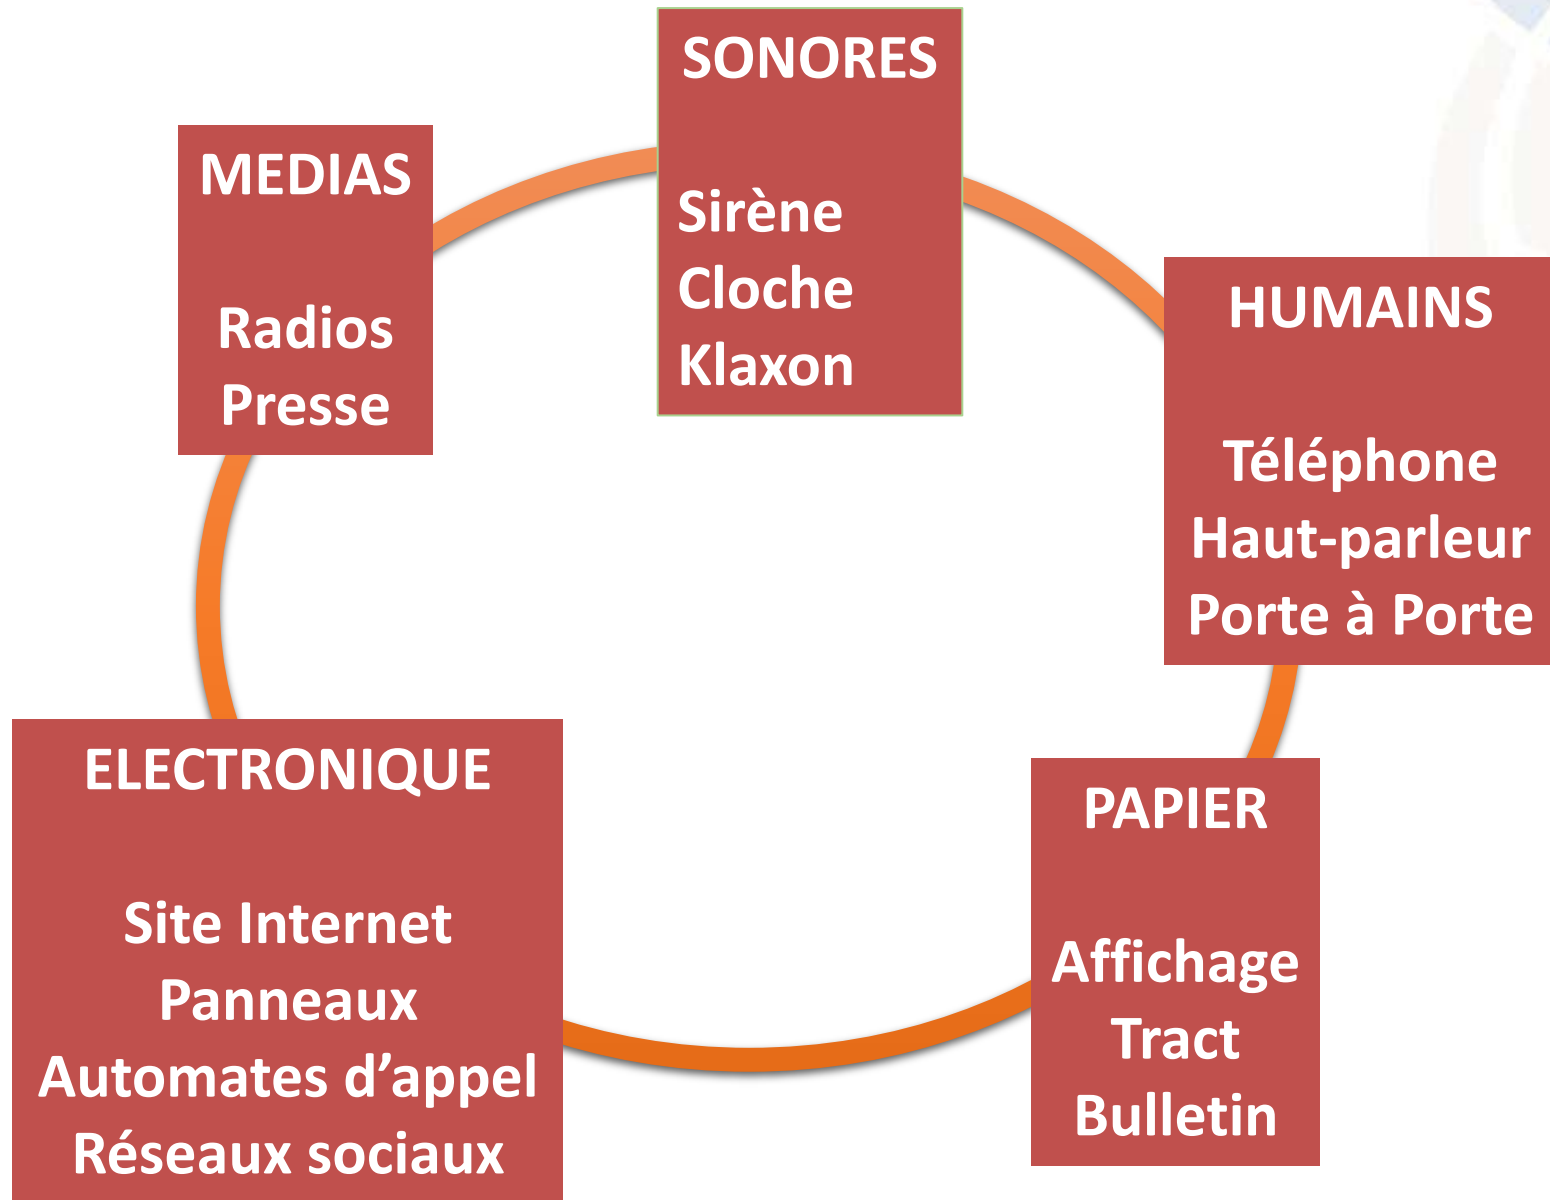 SONORES
Sirène
Cloche
Klaxon
MEDIAS
Radios
Presse
HUMAINS
Téléphone
Haut-parleur
Porte à Porte
ELECTRONIQUE
Site Internet
Panneaux
Automates d’appel
Réseaux sociaux
PAPIER
Affichage
Tract
Bulletin